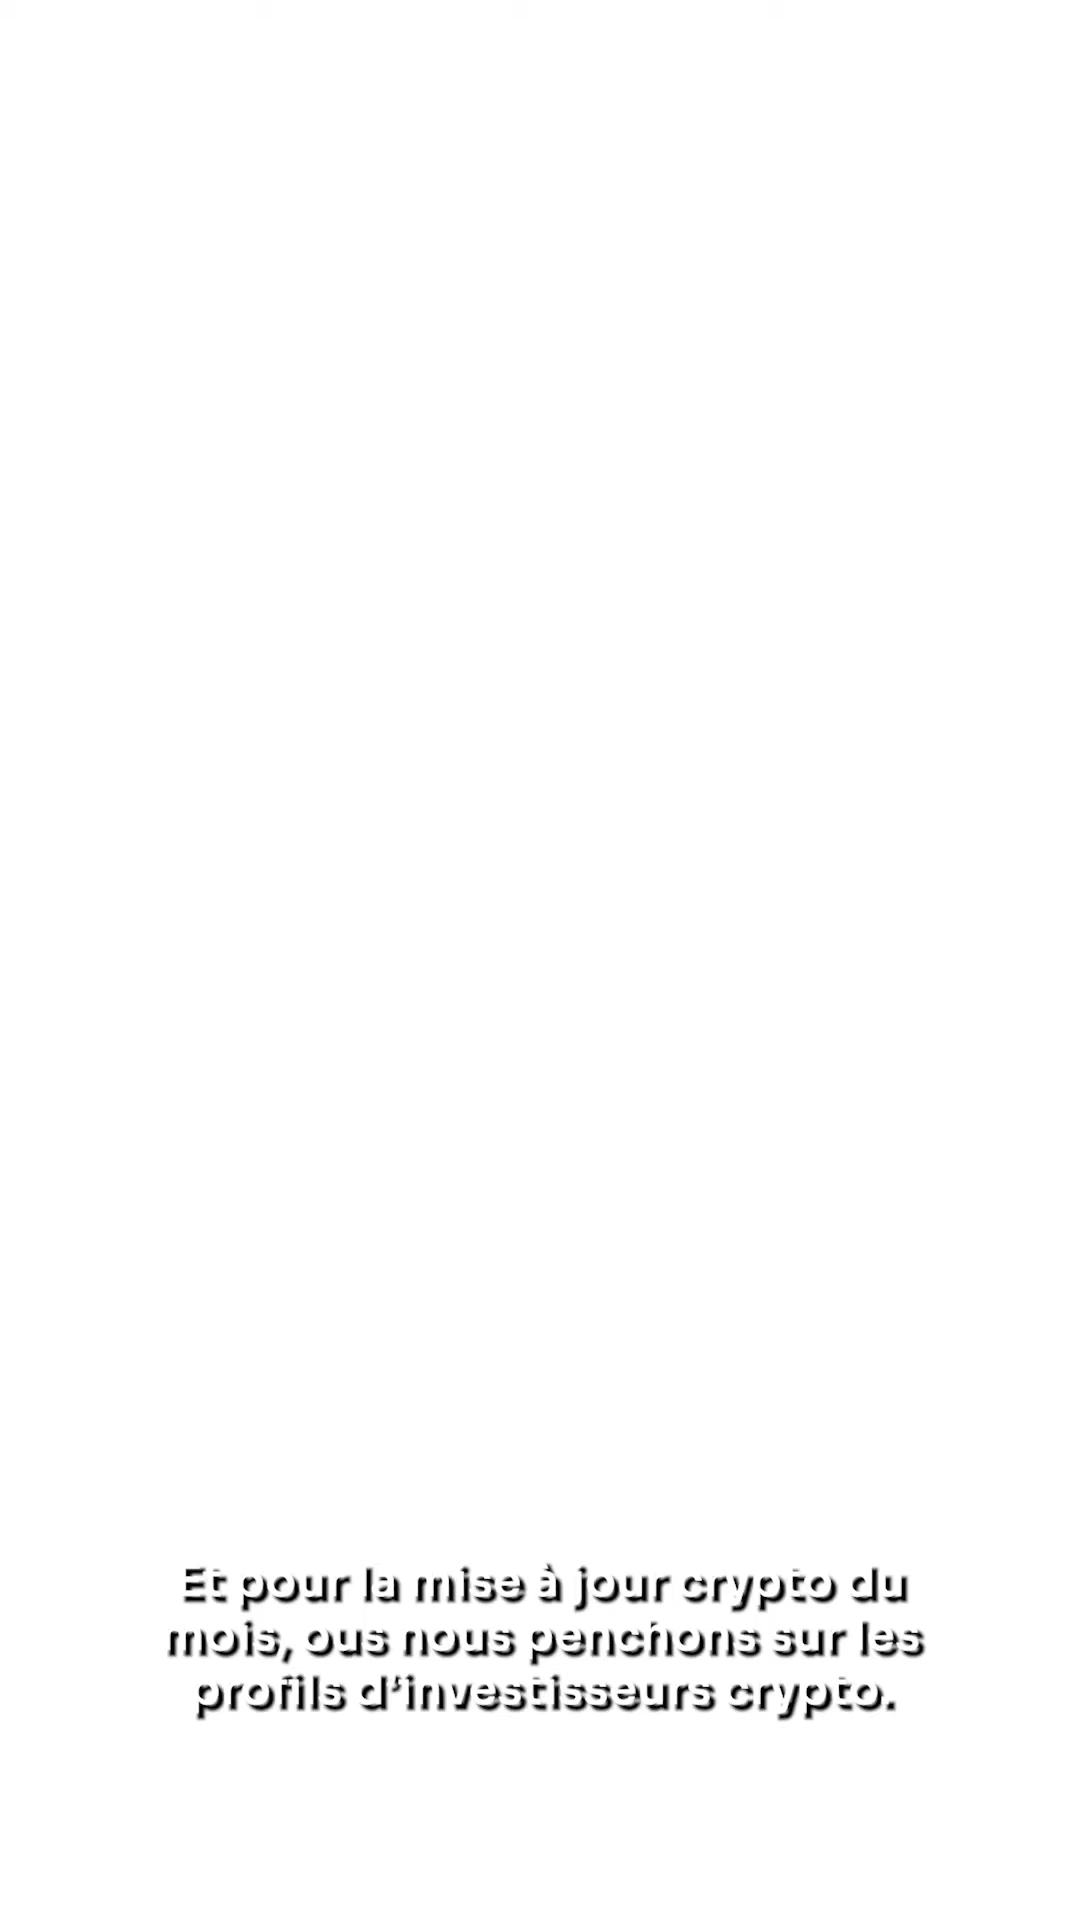 Et pour la mise à jour crypto du
mois, ous nous penchons sur les
profils d’investisseurs crypto.